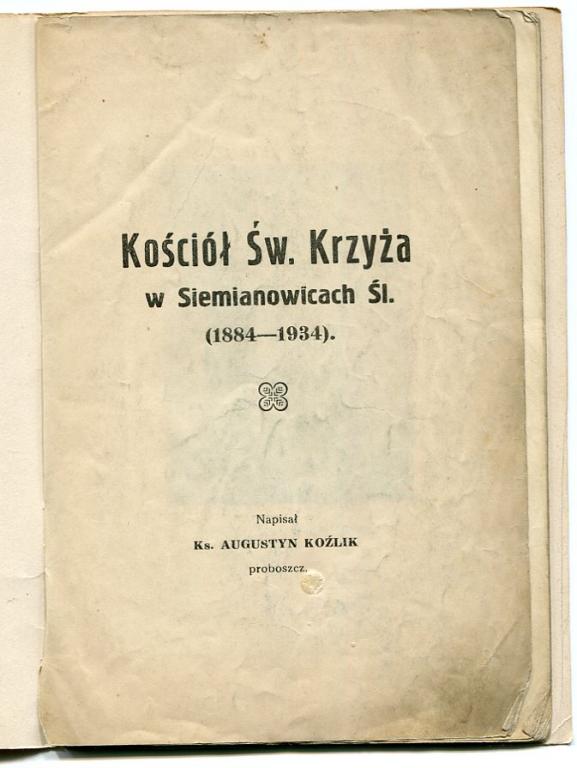 Kościół Św. Krzyża
w Siemianowicach Śl.
(1884—1934).
Napisał
Ks. AUGUSTYN KOŹLIK
proboszcz.